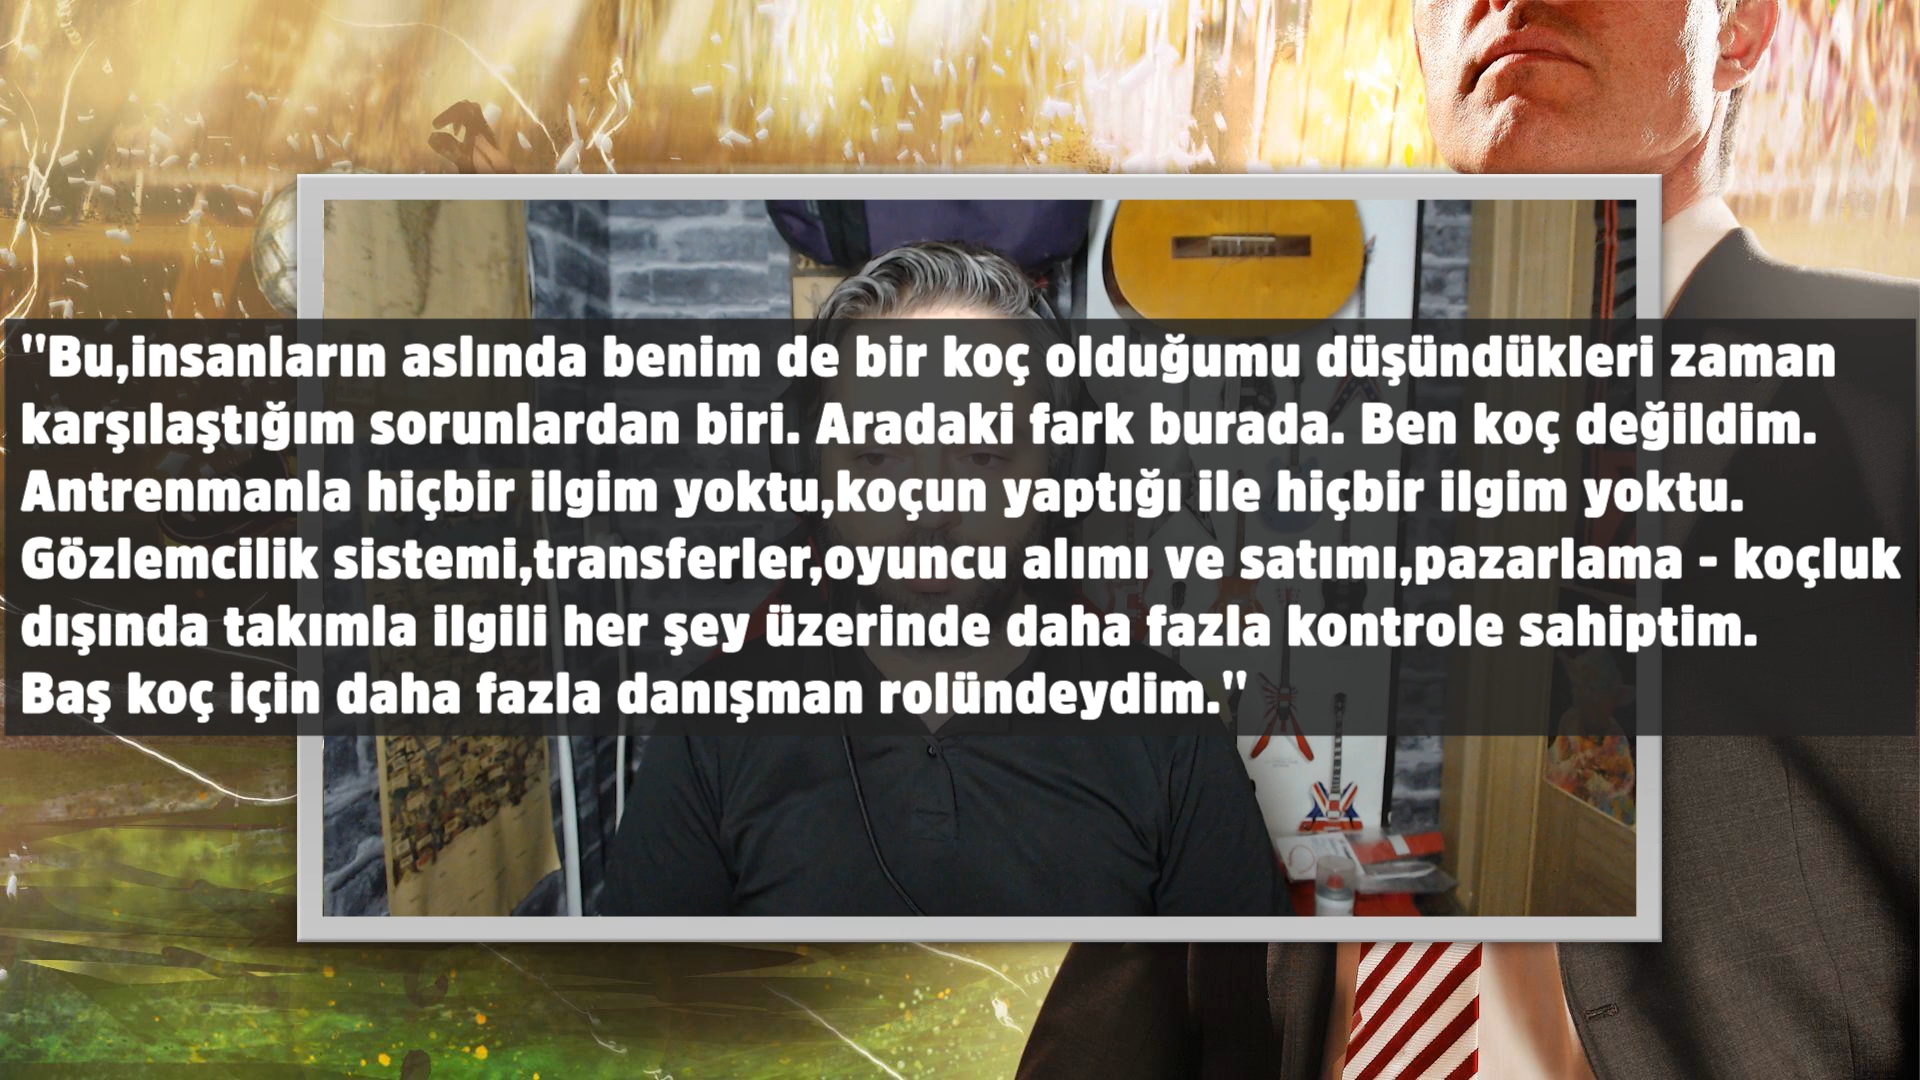 "Bu,insanların aslında benim de bir koç olduğumu düşündükleri zaman
karşılaştığım sorunlardan biri. Aradaki fark burada. Ben koç değildim.
Antrenmanla hiçbir ilgim yoktu,koçun yaptığı ile hiçbir ilgim yoktu.
Gözlemcilik sistemi,transferler,oyuncu alımı ve satımı,pazarlama - koçluk
dışında takımla ilgili her şey üzerinde daha fazla kontrole sahiptim.
Baş koç için daha fazla danışman rolündeydim."